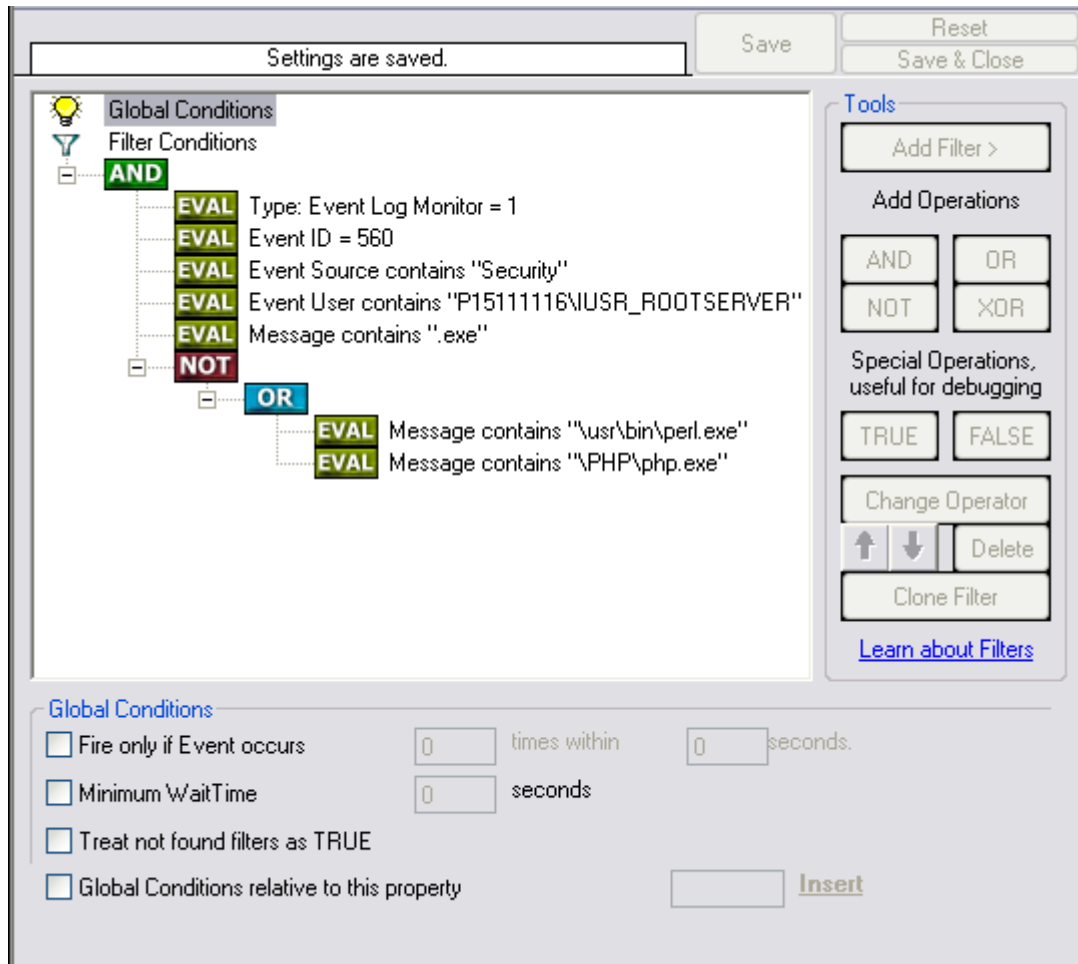 Settings are saved.
Save
Reset
Save & Close
Global Conditions
Filter Conditions
AND
EVAL Type: Event Log Monitor = 1
EVAL Event ID = 560
EVAL Event Source contains "Security"
EVAL Event User contains "P15111116\IUSR_ROOTSERVER"
EVAL Message contains ".exe"
NOT
OR
EVAL Message contains "\usr\bin\perl.exe"
EVAL Message contains "\PHP\php.exe"
Tools
Add Filter >
Add Operations
AND OR
NOT XOR
Special Operations,
useful for debugging
TRUE FALSE
Change Operator
Delete
Clone Filter
Learn about Filters
Global Conditions
Fire only if Event occurs 0 times within 0 seconds.
Minimum WaitTime 0 seconds
Treat not found filters as TRUE
Global Conditions relative to this property Insert